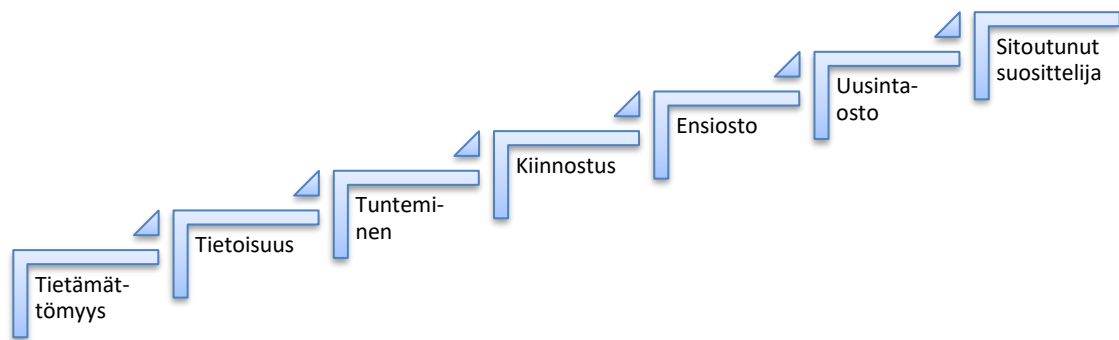 Tietämät-
tömyys
Tietoisuus
Tuntemi-
nen
Kiinnostus
Ensiosto
Uusinta-
osto
Sitoutunut
suosittelija